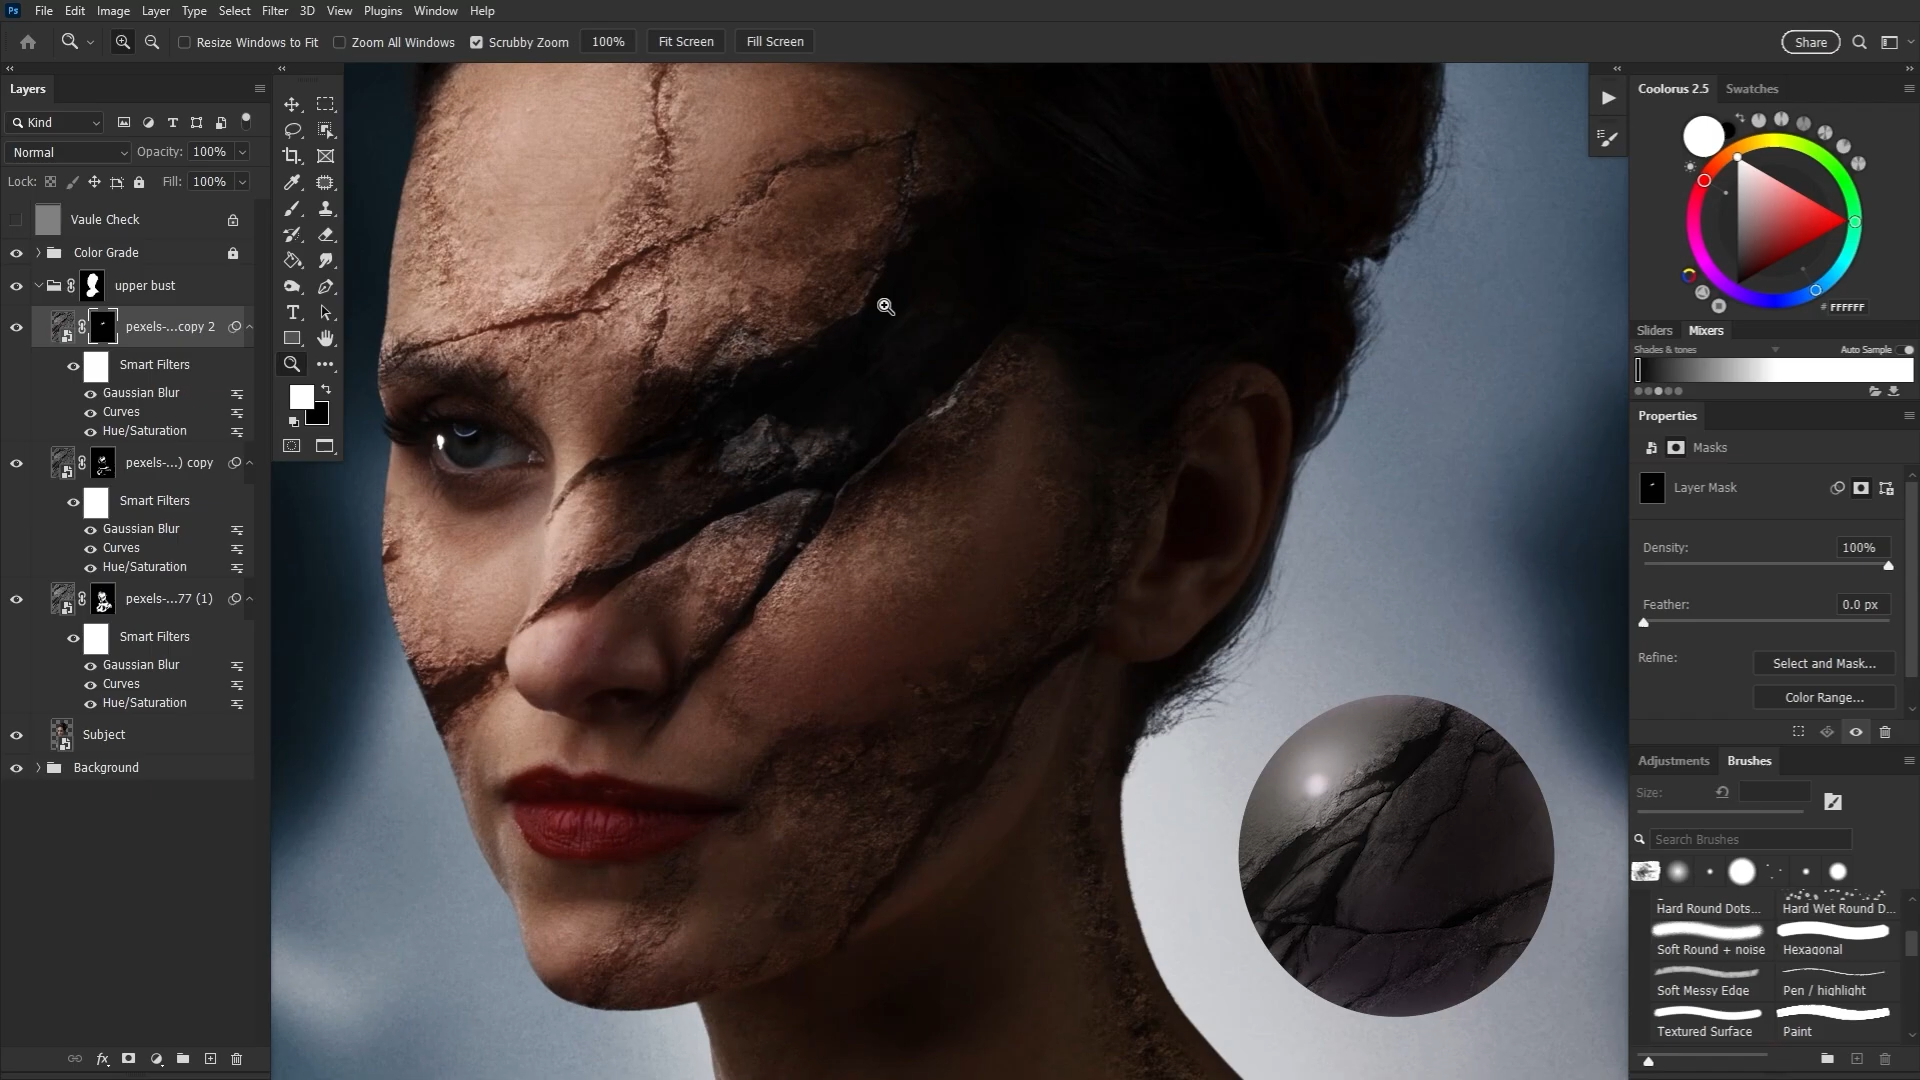 Ps File Edit Image Layer Type Select Filter 3D View Plugins Window Help
Resize Windows to Fit Zoom All Windows Scrubby Zoom 100% Fit Screen Fill Screen Share
Layers
Kind
Normal Opacity: 100%
Lock: Fill: 100%
Vaule Check
Color Grade
upper bust
pexels-...copy 2
Smart Filters
Gaussian Blur
Curves
Hue/Saturation
pexels-...) copy
Smart Filters
Gaussian Blur
Curves
Hue/Saturation
pexels-...77 (1)
Smart Filters
Gaussian Blur
Curves
Hue/Saturation
Subject
Background
Coolorus 2.5 Swatches
# FFFFFF
Sliders Mixers
Shades & tones Auto Sample
Properties
Masks
Layer Mask
Density: 100%
Feather: 0.0 px
Refine: Select and Mask...
Color Range...
Adjustments Brushes
Size:
Search Brushes
Hard Round Dots... Hard Wet Round D...
Soft Round + noise Hexagonal
Soft Messy Edge Pen / highlight
Textured Surface Paint